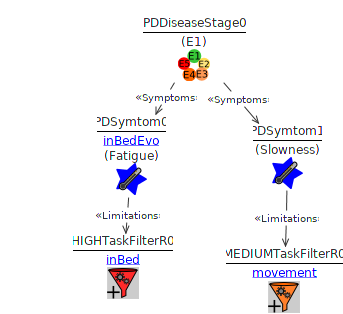 PDDiseaseStage0
(E1)
E1
E5
E2
E4
E3
«Symptoms:
«Symptoms:
PDSymtom0
inBedEvo
(Fatigue)
PDSymtom1
(Slowness)
«Limitations:
«Limitations:
HIGHTaskFilterR0
inBed
MEDIUMTaskFilterR0
movement